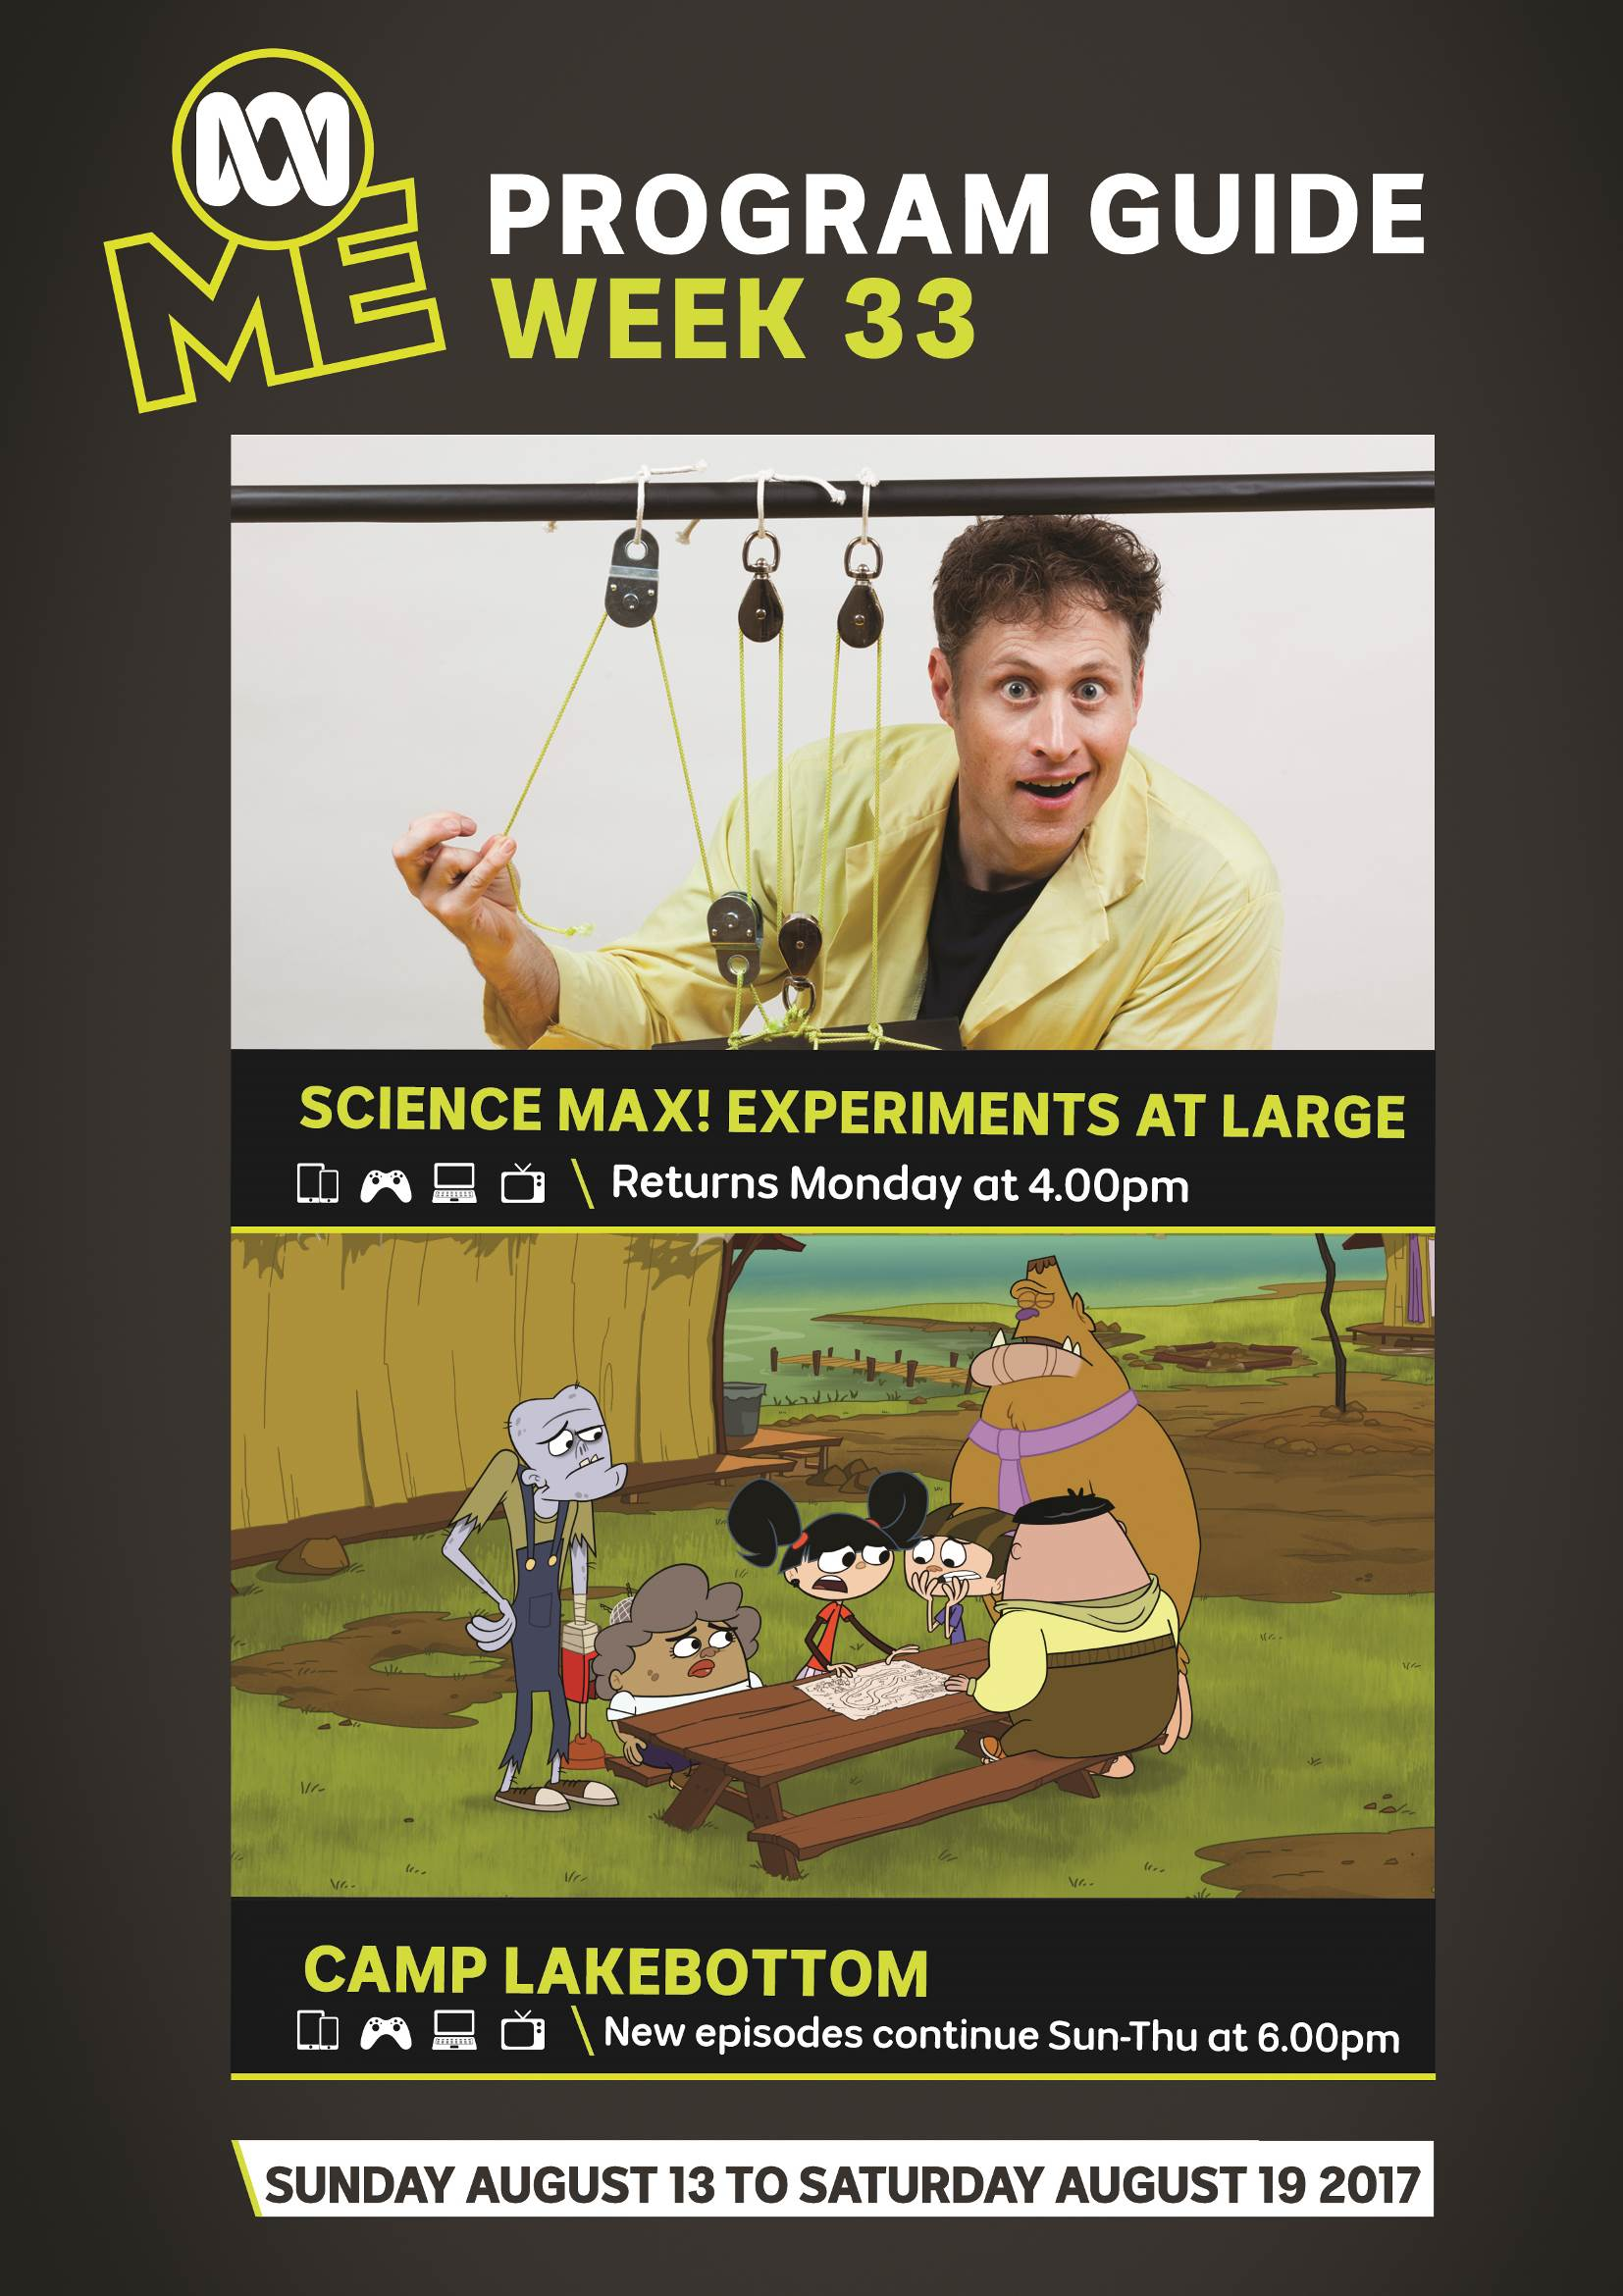 ME
PROGRAM GUIDE
WEEK 33
SCIENCE MAX! EXPERIMENTS AT LARGE
\ Returns Monday at 4.00pm
CAMP LAKEBOTTOM
\ New episodes continue Sun-Thu at 6.00pm
SUNDAY AUGUST 13 TO SATURDAY AUGUST 19 2017